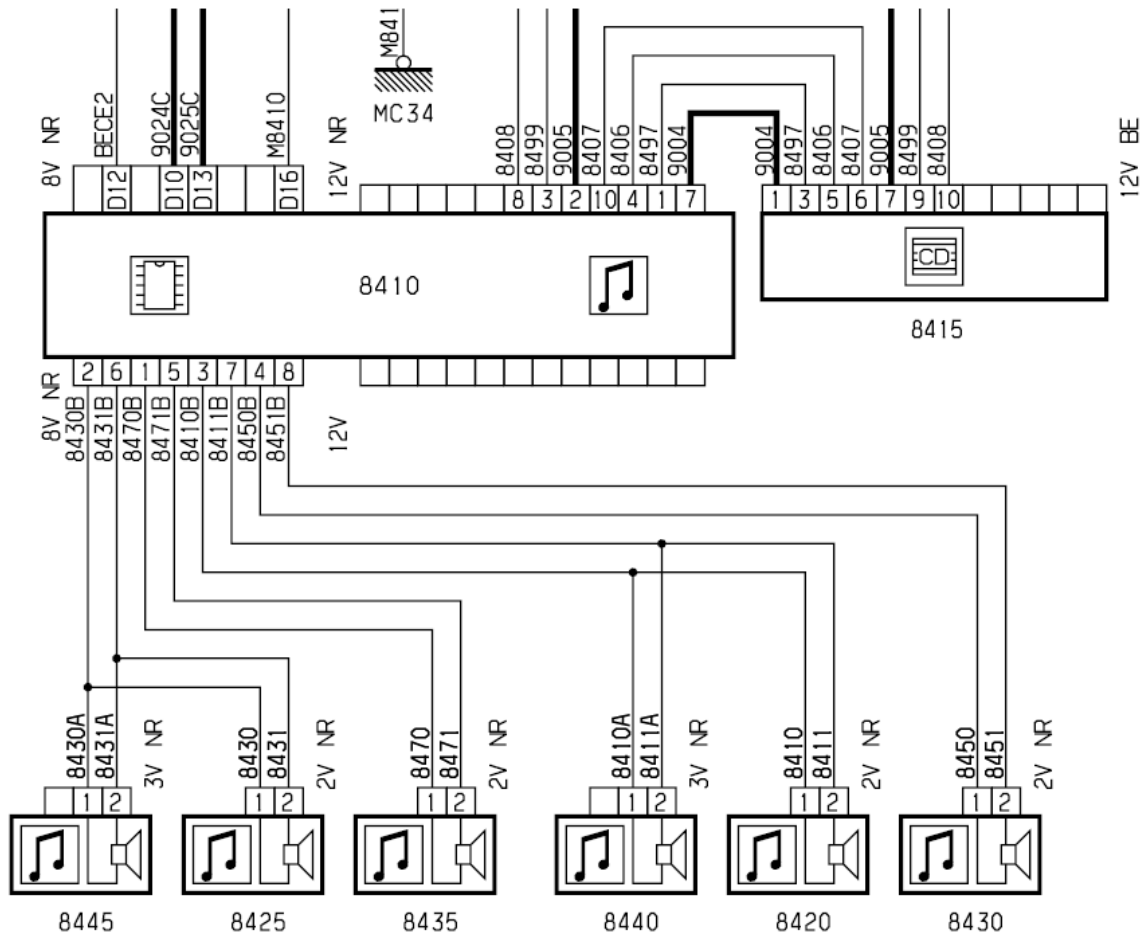 M841
MC34
8V NR
BECE2
9024C
9025C
M8410
12V NR
8408
8499
9005
8407
8406
8497
9004
9004
8497
8406
8407
9005
8499
8408
12V BE
D12
D10
D13
D16
8 3 2 10 4 1 7
1 3 5 6 7 9 10
8410
CD
8415
2 6 1 5 3 7 4 8
8V NR
8430B
8431B
8470B
8471B
8410B
8411B
8450B
8451B
12V
8430A
8431A
3V NR
8430
8431
2V NR
8470
8471
2V NR
8410A
8411A
3V NR
8410
8411
2V NR
8450
8451
2V NR
1 2
1 2
1 2
1 2
1 2
1 2
8445
8425
8435
8440
8420
8430